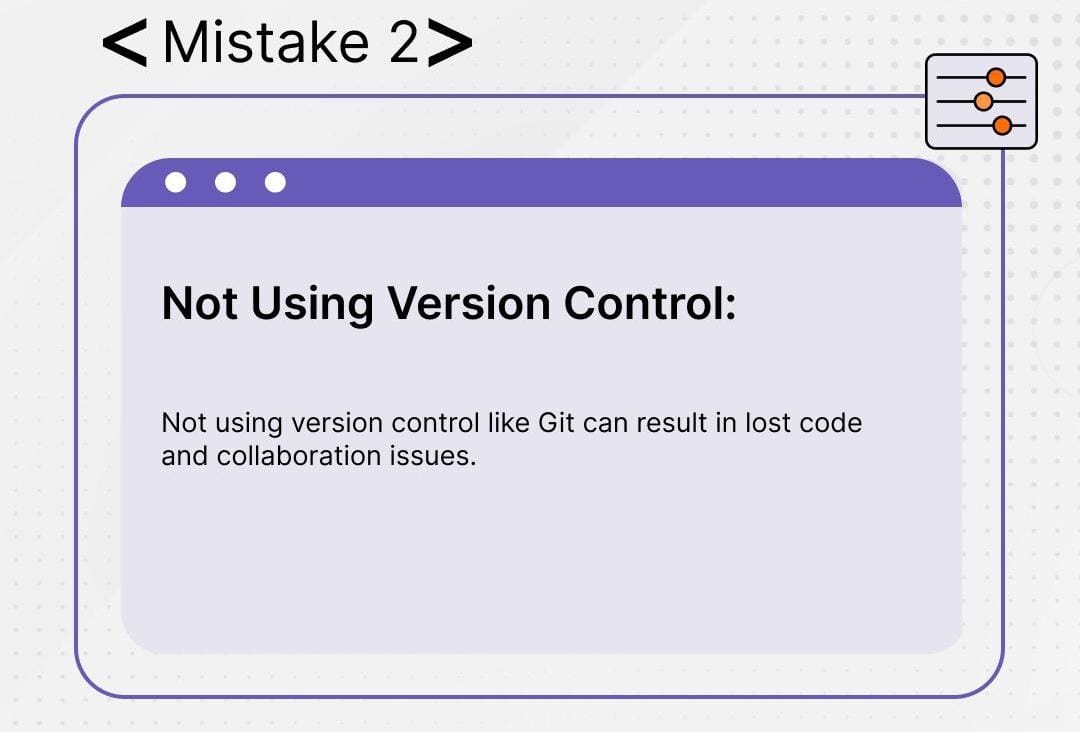 <Mistake 2>
Not Using Version Control:
Not using version control like Git can result in lost code
and collaboration issues.